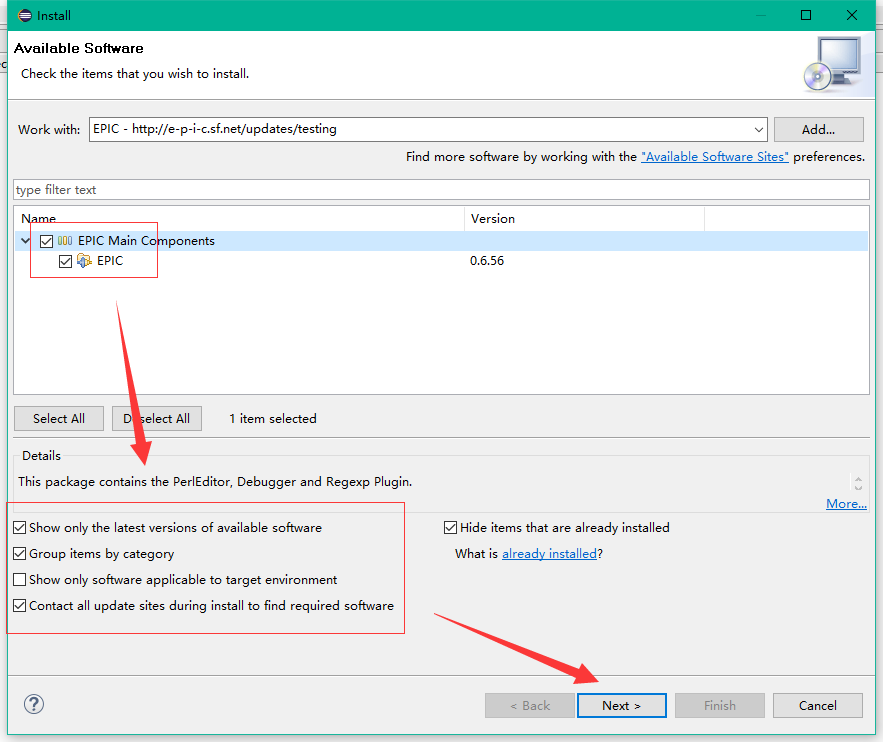 Install
Available Software
Check the items that you wish to install.
Work with: EPIC - http://e-p-i-c.sf.net/updates/testing Add...
Find more software by working with the "Available Software Sites" preferences.
type filter text
Name Version
EPIC Main Components
EPIC 0.6.56
Select All Deselect All 1 item selected
Details
This package contains the PerlEditor, Debugger and Regexp Plugin.
More...
Show only the latest versions of available software Hide items that are already installed
Group items by category What is already installed?
Show only software applicable to target environment
Contact all update sites during install to find required software
? < Back Next > Finish Cancel